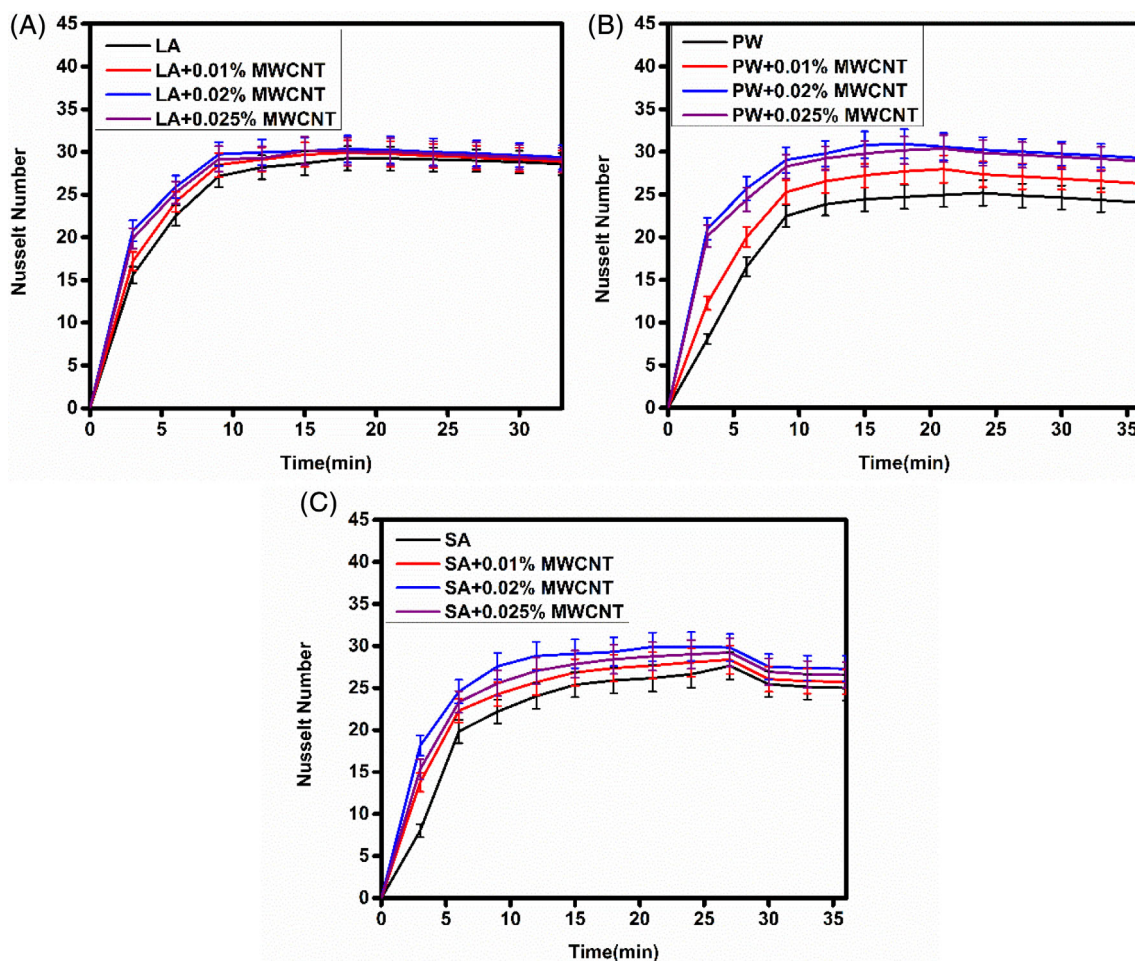 (A)
45
40
35
30
25
20
15
10
5
0
Nusselt Number
LA
LA+0.01% MWCNT
LA+0.02% MWCNT
LA+0.025% MWCNT
0 5 10 15 20 25 30
Time(min)
(B)
45
40
35
30
25
20
15
10
5
0
Nusselt Number
PW
PW+0.01% MWCNT
PW+0.02% MWCNT
PW+0.025% MWCNT
0 5 10 15 20 25 30 35
Time(min)
(C)
45
40
35
30
25
20
15
10
5
0
Nusselt Number
SA
SA+0.01% MWCNT
SA+0.02% MWCNT
SA+0.025% MWCNT
0 5 10 15 20 25 30 35
Time(min)